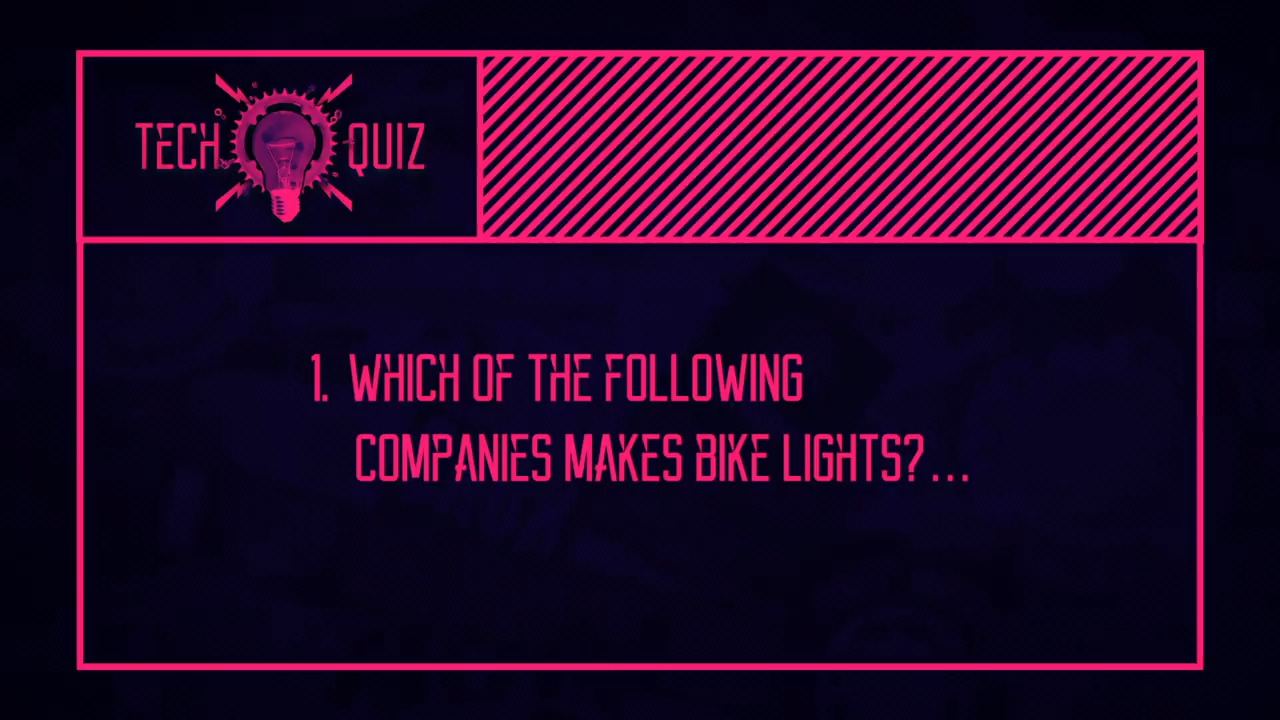 TECH QUIZ
1. WHICH OF THE FOLLOWING
COMPANIES MAKES BIKE LIGHTS?...